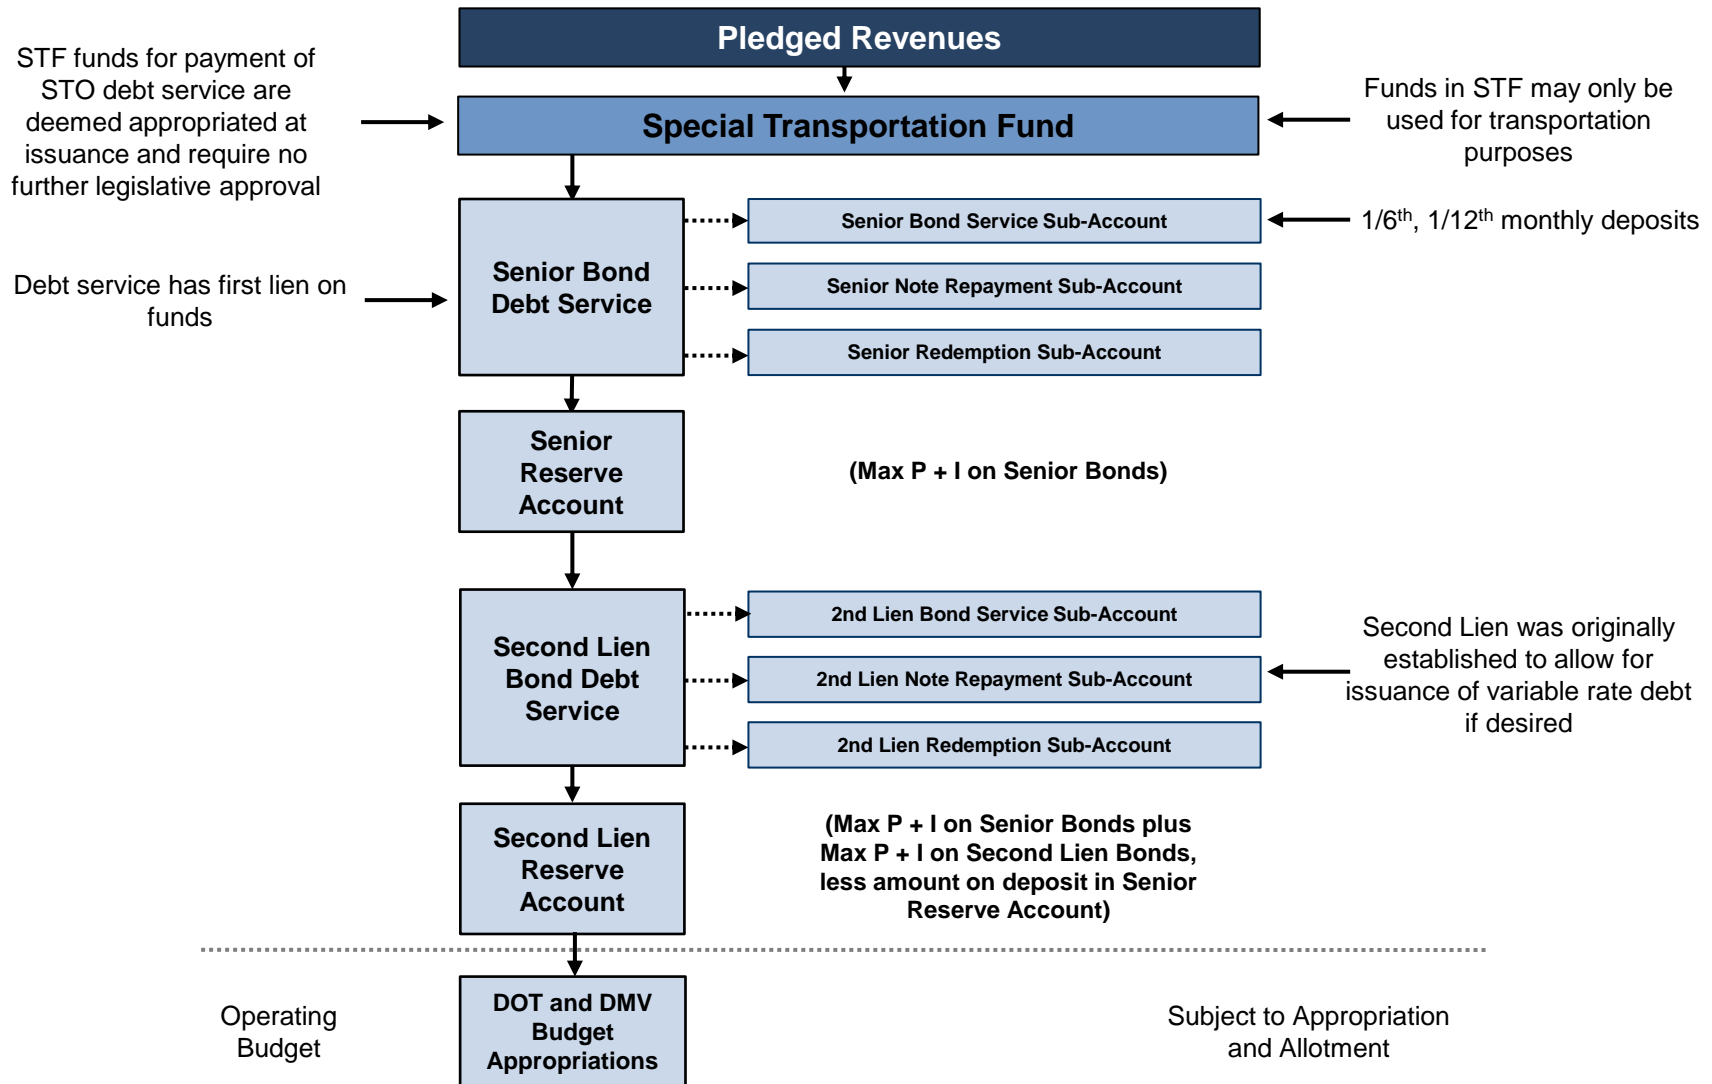 Pledged Revenues
STF funds for payment of
STO debt service are
deemed appropriated at
issuance and require no
further legislative approval
Special Transportation Fund
Funds in STF may only be
used for transportation
purposes
Senior Bond
Debt Service
Senior Bond Service Sub-Account
1/6th, 1/12th monthly deposits
Senior Note Repayment Sub-Account
Debt service has first lien on
funds
Senior Redemption Sub-Account
Senior
Reserve
Account
(Max P + I on Senior Bonds)
Second Lien
Bond Debt
Service
2nd Lien Bond Service Sub-Account
2nd Lien Note Repayment Sub-Account
2nd Lien Redemption Sub-Account
Second Lien was originally
established to allow for
issuance of variable rate debt
if desired
Second Lien
Reserve
Account
(Max P + I on Senior Bonds plus
Max P + I on Second Lien Bonds,
less amount on deposit in Senior
Reserve Account)
Operating
Budget
DOT and DMV
Budget
Appropriations
Subject to Appropriation
and Allotment